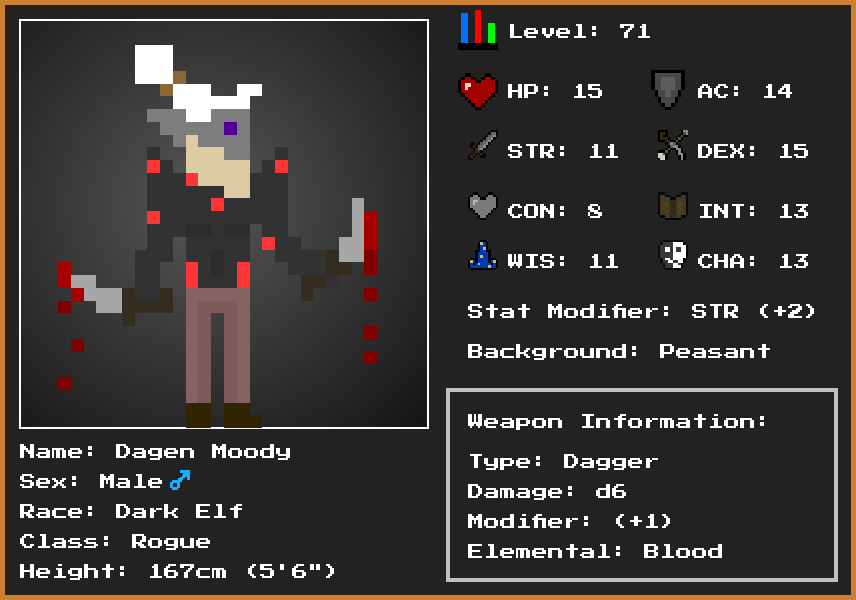 Level: 71
HP: 15
AC: 14
STR: 11
DEX: 15
CON: 8
INT: 13
WIS: 11
CHA: 13
Stat Modifier: STR (+2)
Background: Peasant
Name: Dagen Moody
Sex: Male ♂
Race: Dark Elf
Class: Rogue
Height: 167cm (5'6")
Weapon Information:
Type: Dagger
Damage: d6
Modifier: (+1)
Elemental: Blood